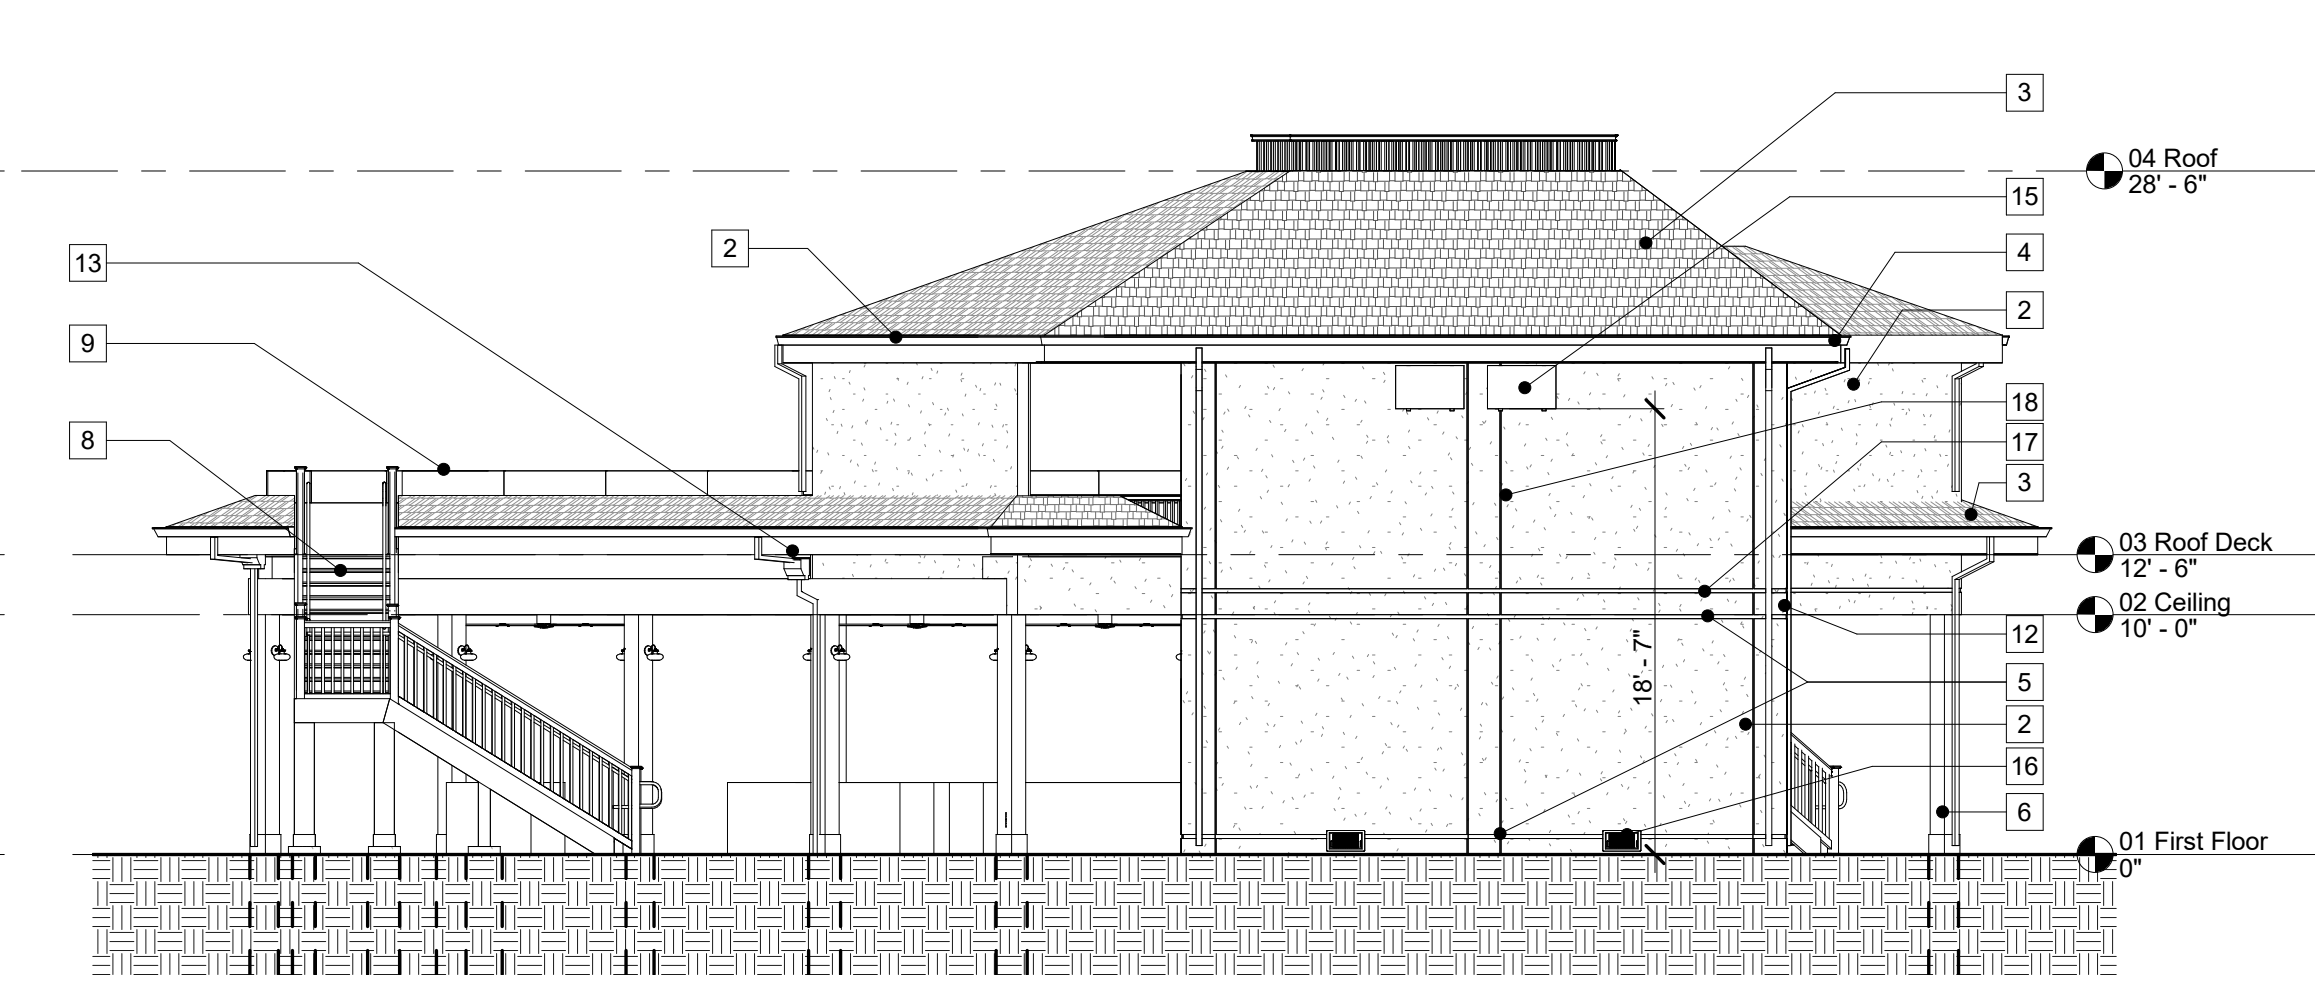 3
04 Roof
28' - 6"
15
2
4
13
2
9
18
8
17
3
03 Roof Deck
12' - 6"
02 Ceiling
10' - 0"
12
18' - 7"
5
2
16
6
01 First Floor
0"